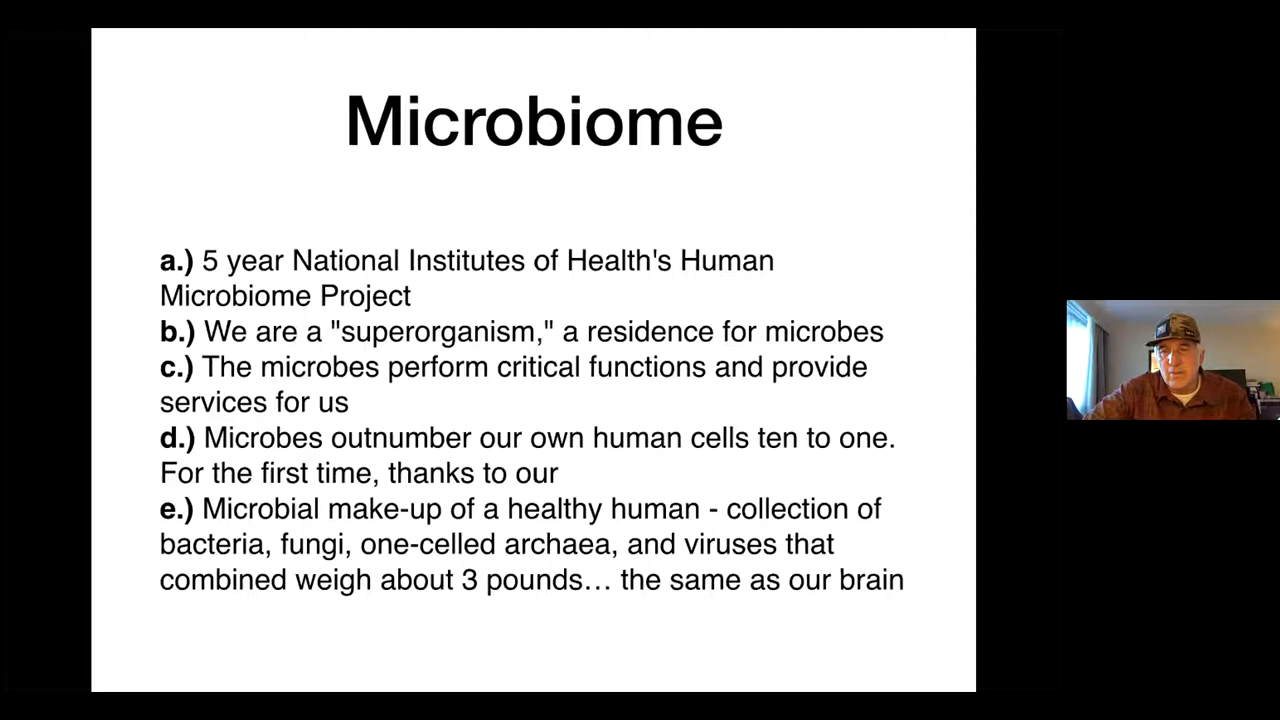 Microbiome
a.) 5 year National Institutes of Health's Human
Microbiome Project
b.) We are a "superorganism," a residence for microbes
c.) The microbes perform critical functions and provide
services for us
d.) Microbes outnumber our own human cells ten to one.
For the first time, thanks to our
e.) Microbial make-up of a healthy human - collection of
bacteria, fungi, one-celled archaea, and viruses that
combined weigh about 3 pounds… the same as our brain